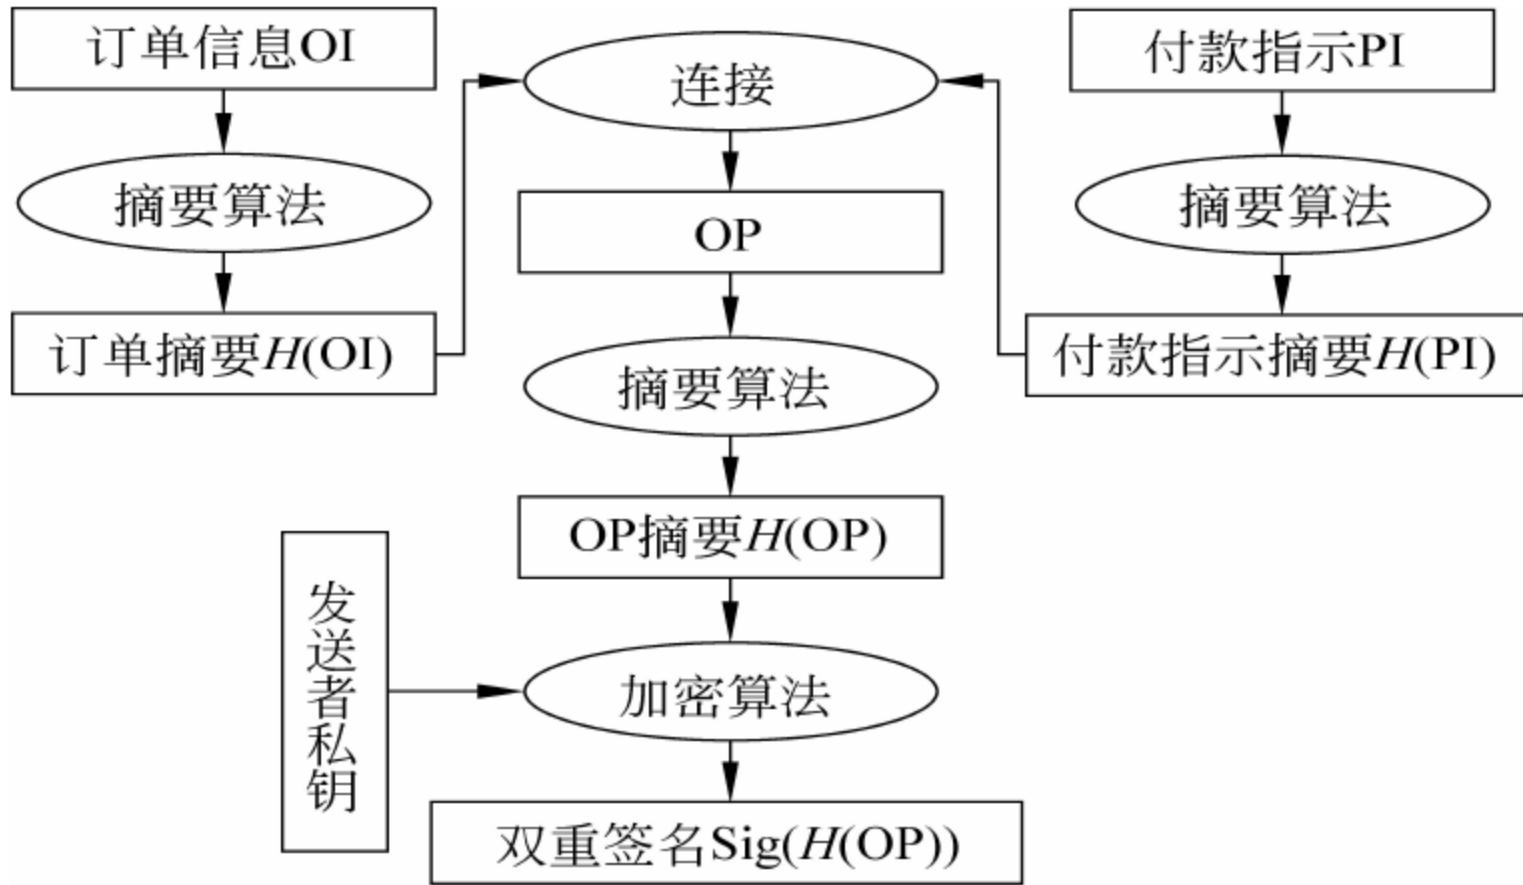 订单信息OI
连接
付款指示PI
摘要算法
OP
摘要算法
订单摘要H(OI)
摘要算法
付款指示摘要H(PI)
OP摘要H(OP)
发送者私钥
加密算法
双重签名Sig(H(OP))